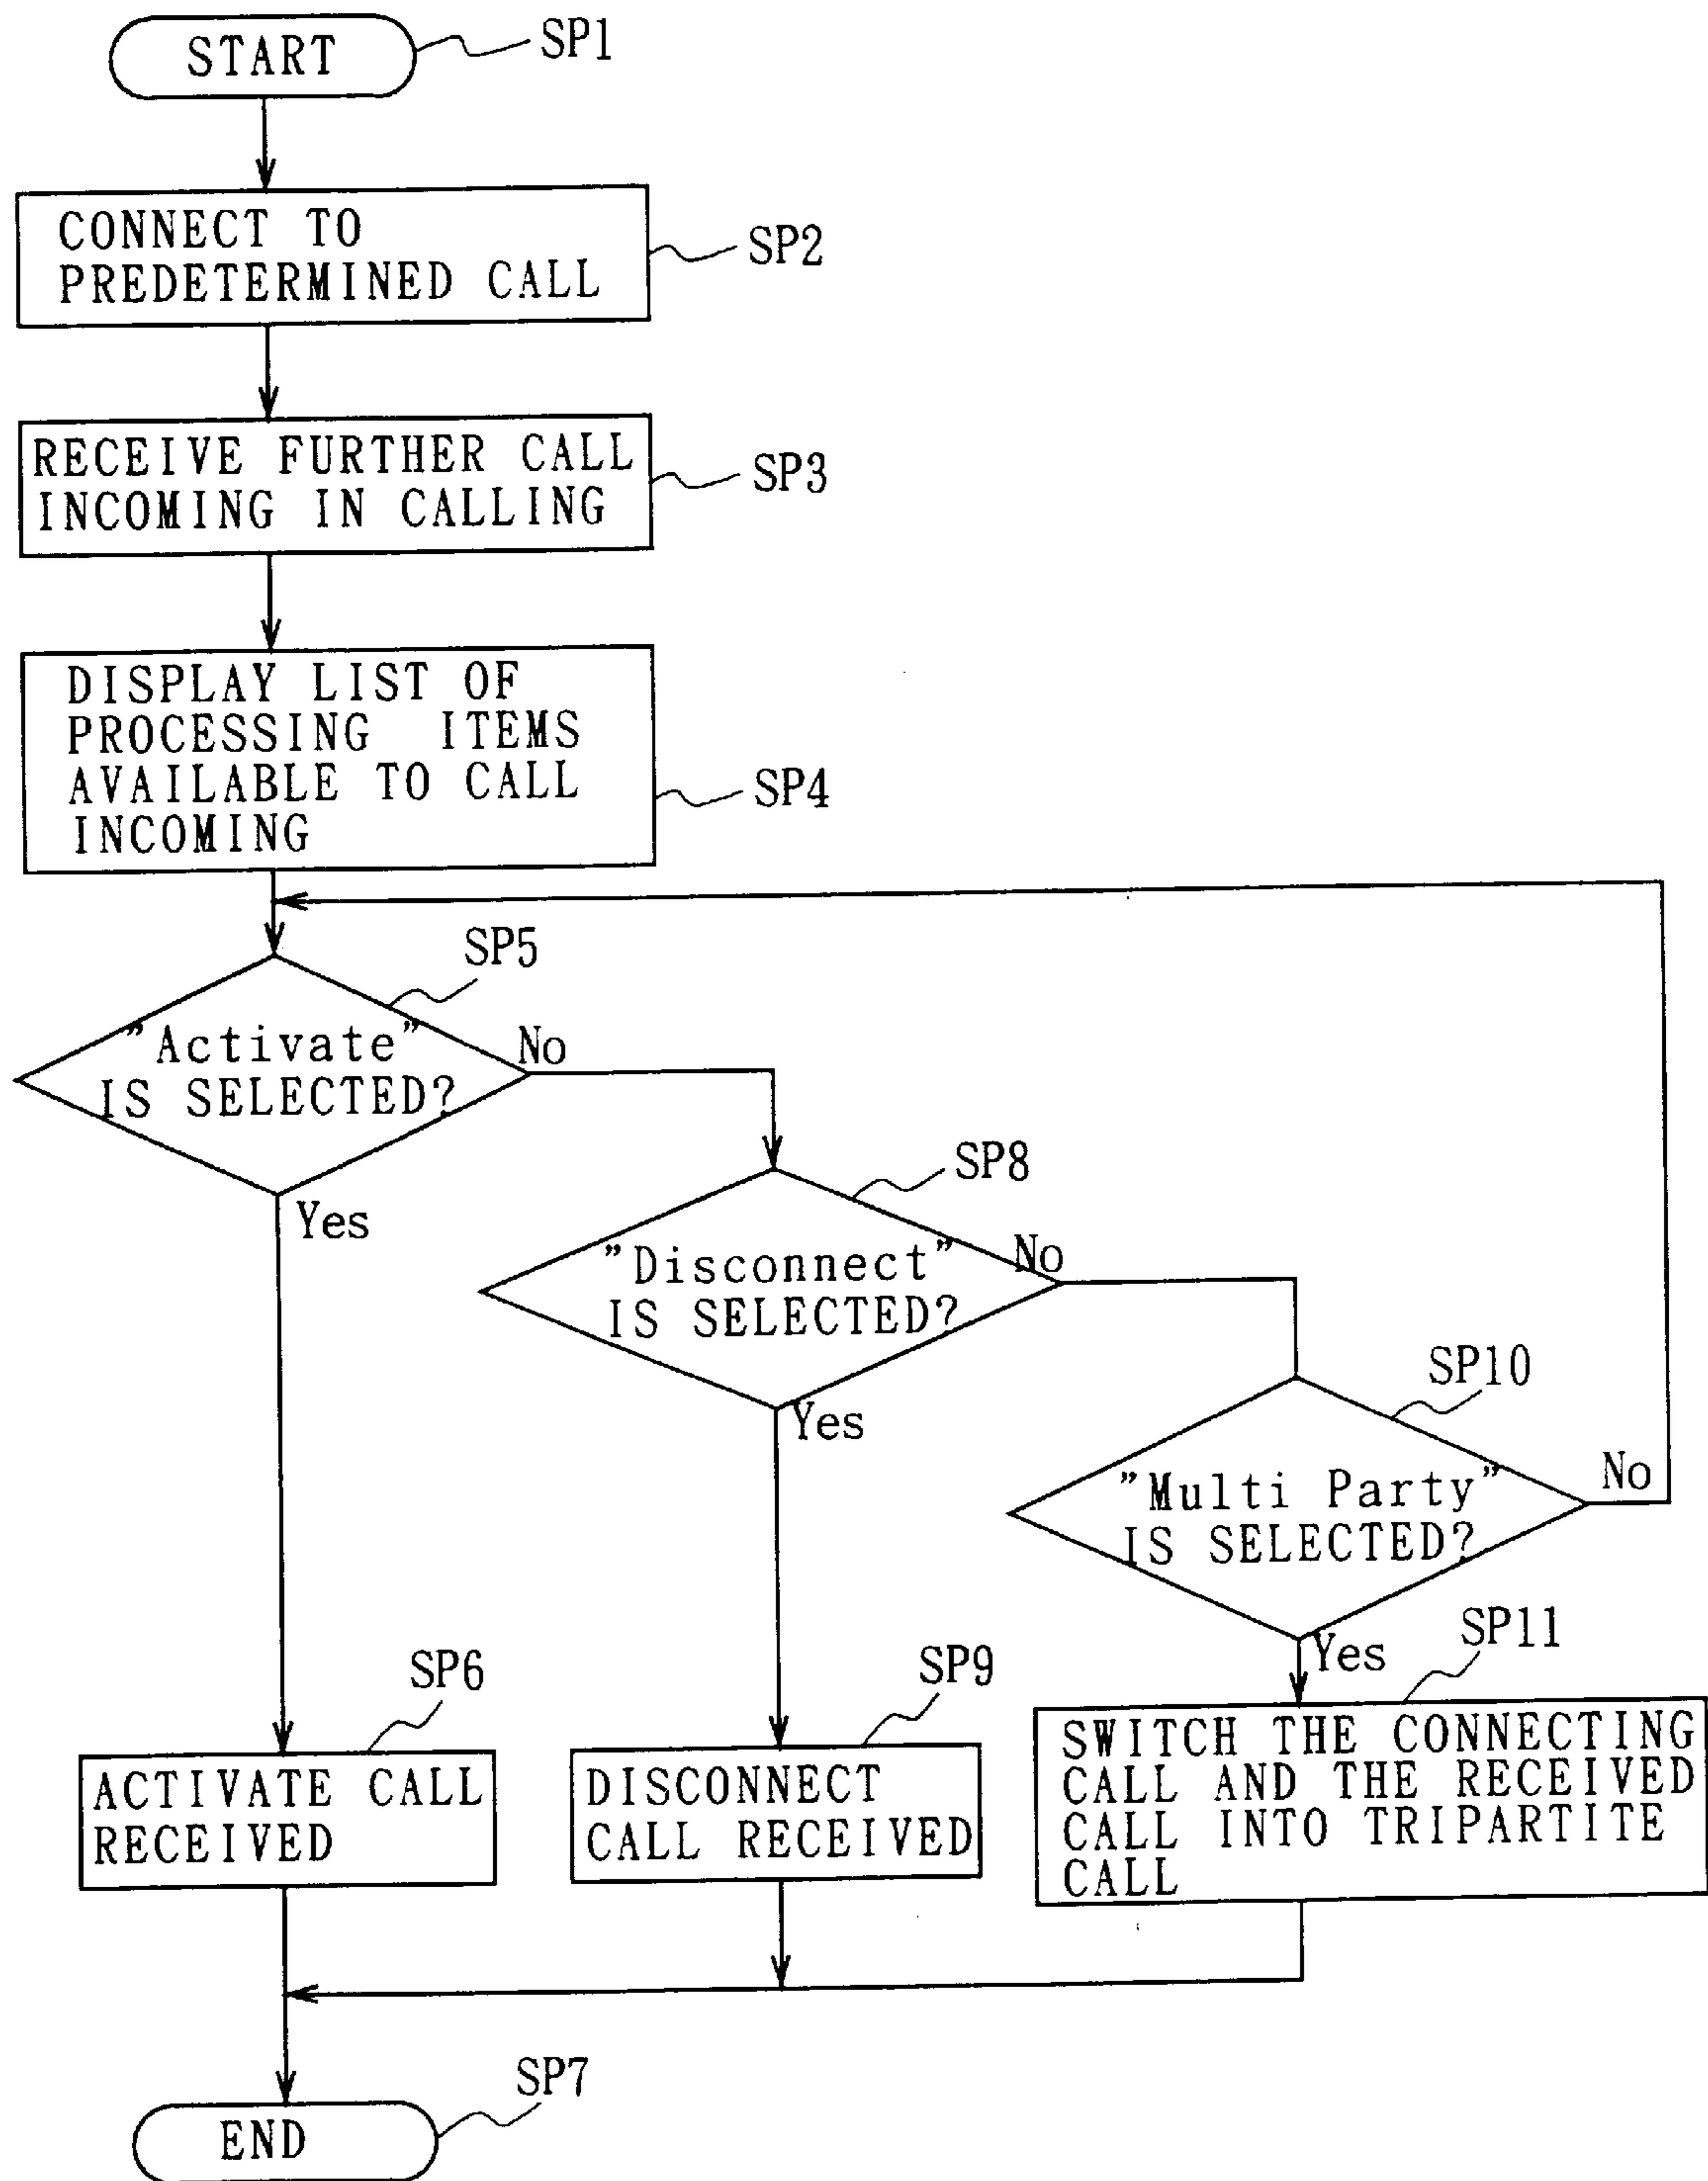 START
SP1
CONNECT TO
PREDETERMINED CALL
SP2
RECEIVE FURTHER CALL
INCOMING IN CALLING
SP3
DISPLAY LIST OF
PROCESSING ITEMS
AVAILABLE TO CALL
INCOMING
SP4
SP5
"Activate"
IS SELECTED?
No
Yes
SP8
"Disconnect"
IS SELECTED?
No
Yes
SP10
"Multi Party"
IS SELECTED?
No
Yes
SP6
ACTIVATE CALL
RECEIVED
SP9
DISCONNECT
CALL RECEIVED
SP11
SWITCH THE CONNECTING
CALL AND THE RECEIVED
CALL INTO TRIPARTITE
CALL
SP7
END